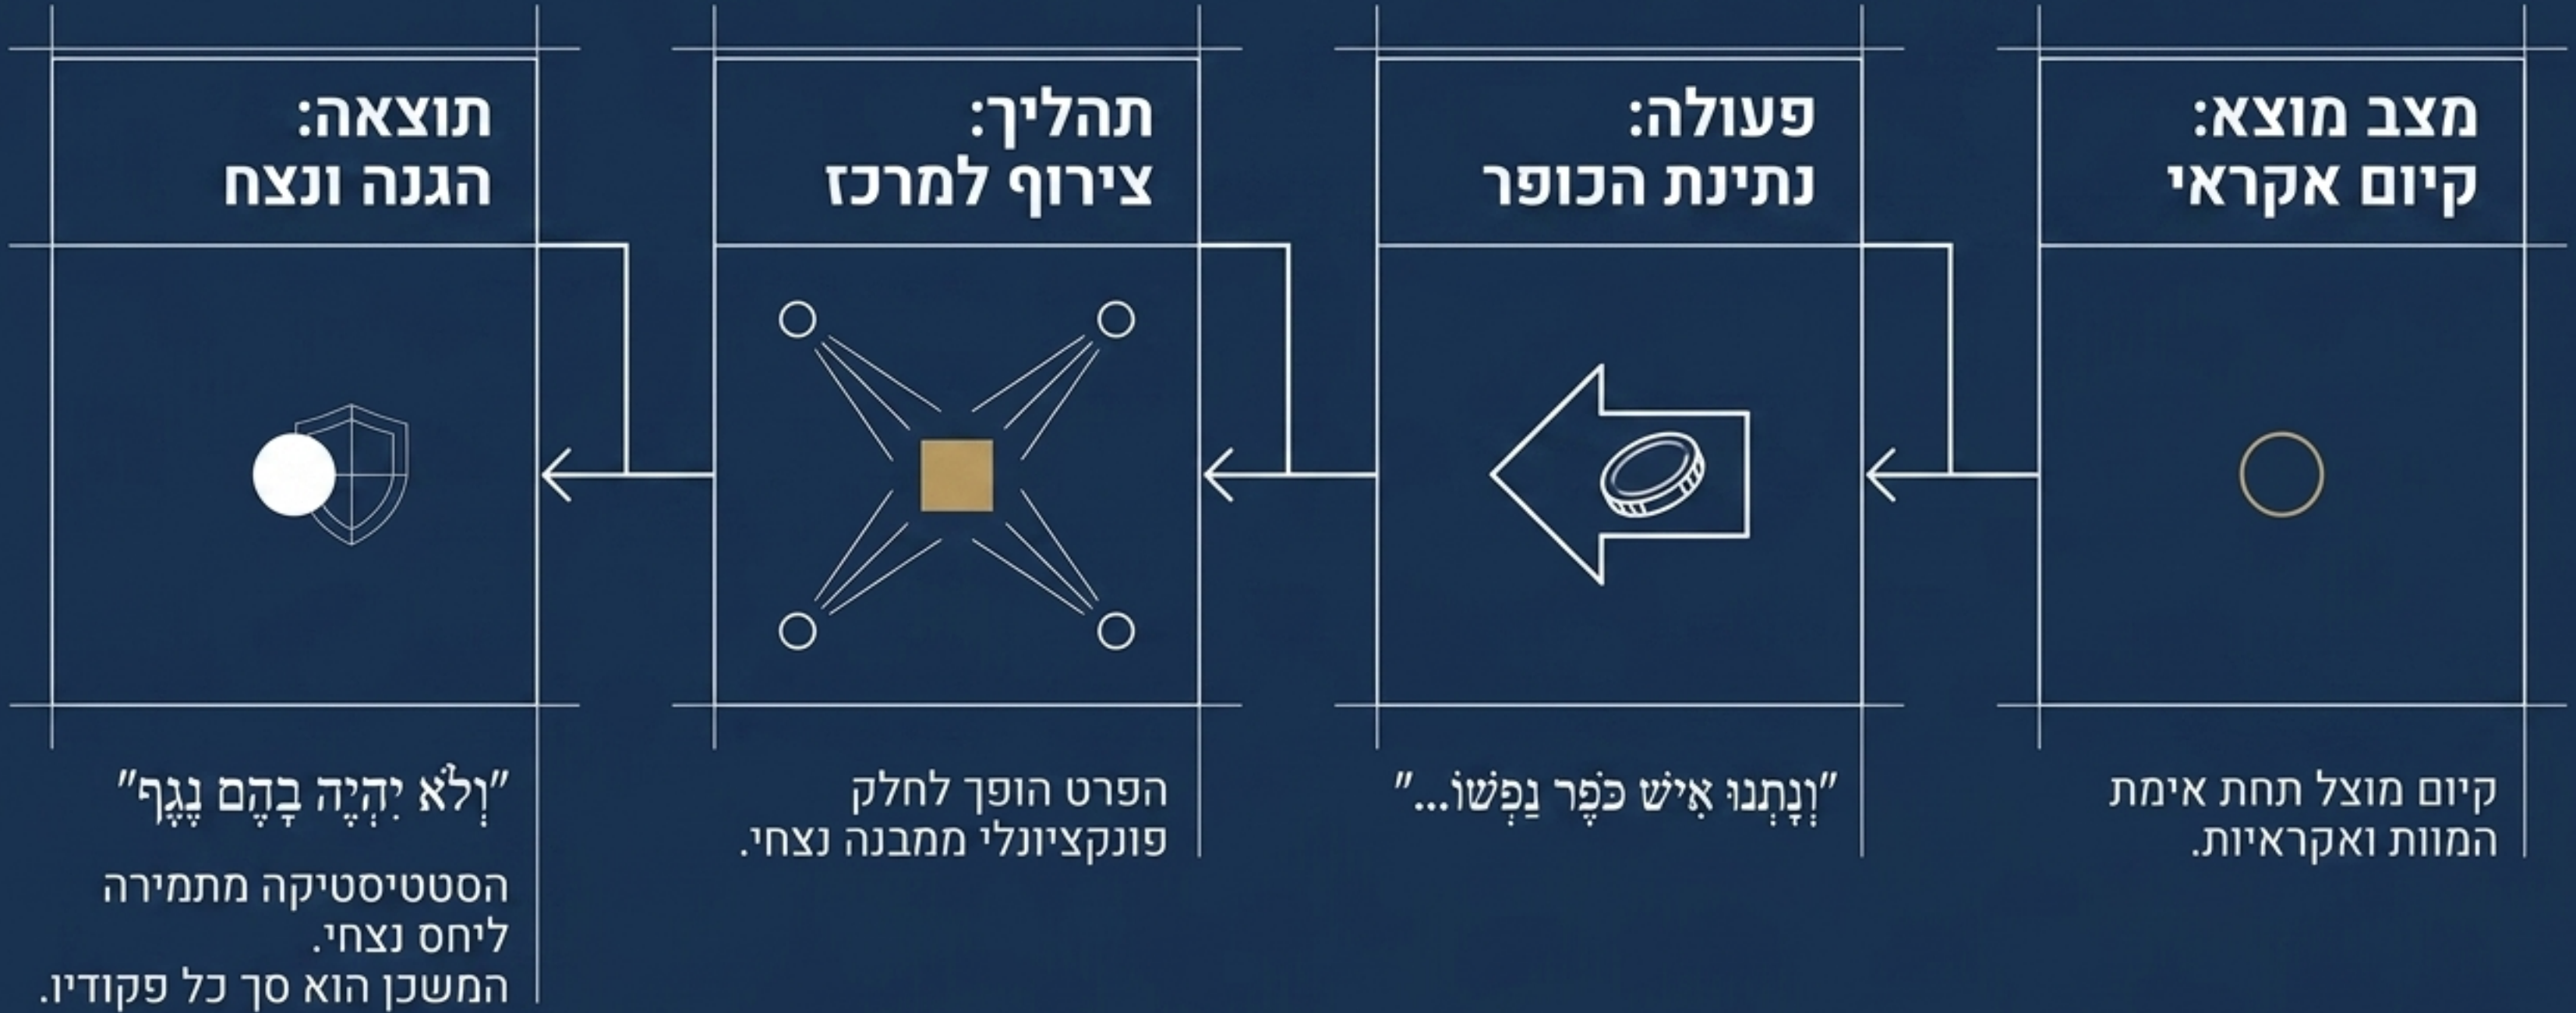 מצב מוצא:
קיום אקראי
קיום מוצל תחת אימת
המוות ואקראיות.
פעולה:
נתינת הכופר
"וְנָתְנוּ אִישׁ כֹּפֶר נַפְשׁוֹ..."
תהליך:
צירוף למרכז
הפרט הופך לחלק
פונקציונלי ממבנה נצחי.
תוצאה:
הגנה ונצח
"וְלֹא יִהְיֶה בָהֶם נֶגֶף"
הסטטיסטיקה מתמירה
ליחס נצחי.
המשכן הוא סך כל פקודיו.